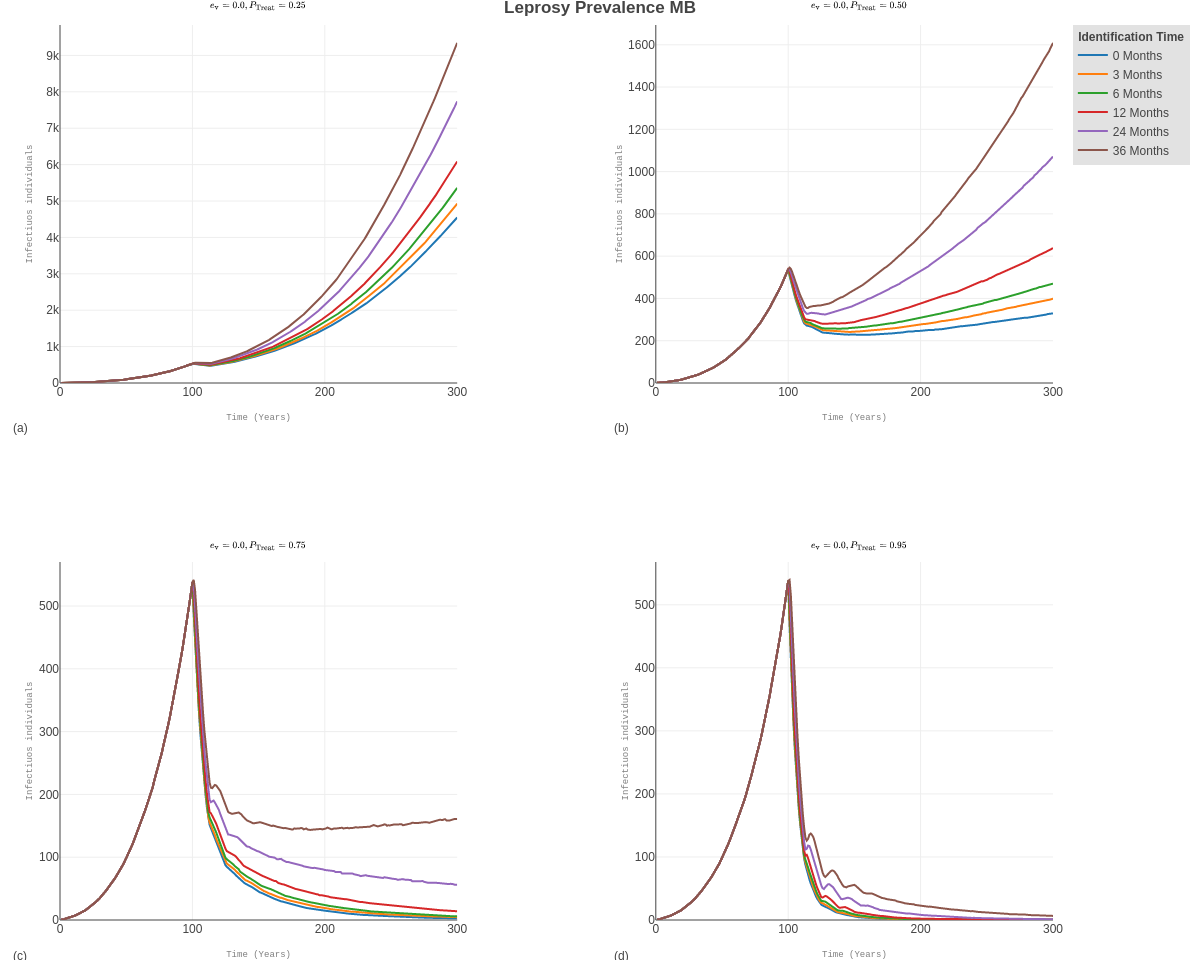 Leprosy Prevalence MB
e_v = 0.0, P_Treat = 0.25
9k
8k
7k
6k
5k
4k
3k
2k
1k
0
Infectiuos individuals
0 100 200 300
Time (Years)
(a)
e_v = 0.0, P_Treat = 0.50
1600
1400
1200
1000
800
600
400
200
0
Infectiuos individuals
0 100 200 300
Time (Years)
(b)
Identification Time
0 Months
3 Months
6 Months
12 Months
24 Months
36 Months
e_v = 0.0, P_Treat = 0.75
500
400
300
200
100
0
Infectiuos individuals
0 100 200 300
Time (Years)
(c)
e_v = 0.0, P_Treat = 0.95
500
400
300
200
100
0
Infectiuos individuals
0 100 200 300
Time (Years)
(d)